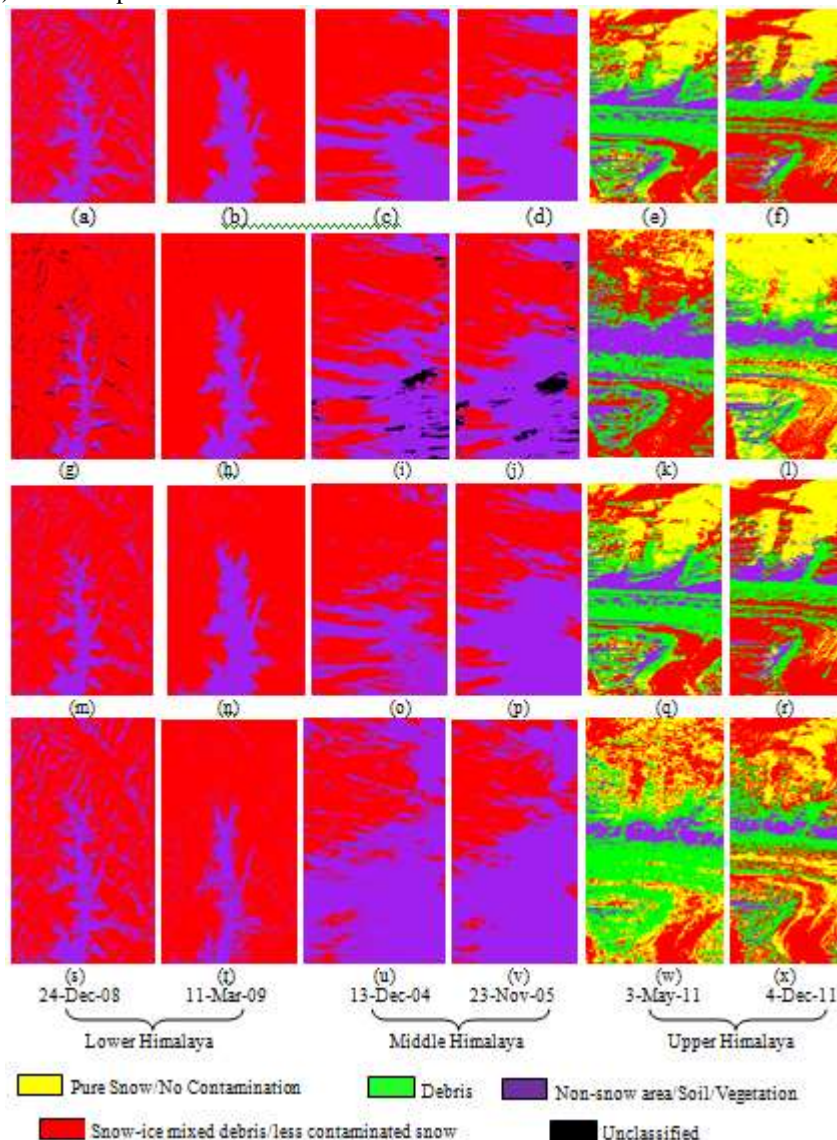 (a) (b) (c) (d) (e) (f)
(g) (h) (i) (j) (k) (l)
(m) (n) (o) (p) (q) (r)
(s) (t) (u) (v) (w) (x)
24-Dec-08 11-Mar-09 13-Dec-04 23-Nov-05 3-May-11 4-Dec-11
Lower Himalaya Middle Himalaya Upper Himalaya
Pure Snow/No Contamination Debris Non-snow area/Soil/Vegetation
Snow-ice mixed debris/less contaminated snow Unclassified